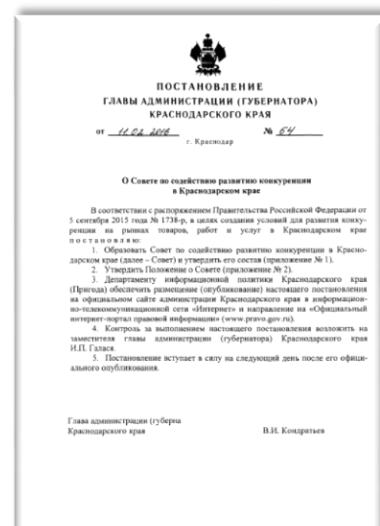 ПОСТАНОВЛЕНИЕ
ГЛАВЫ АДМИНИСТРАЦИИ (ГУБЕРНАТОРА)
КРАСНОДАРСКОГО КРАЯ
от 11.02.2016 № 64
г. Краснодар
О Совете по содействию развитию конкуренции
в Краснодарском крае
В соответствии с распоряжением Правительства Российской Федерации от
5 сентября 2015 года № 1738-р, в целях создания условий для развития конку-
ренции на рынках товаров, работ и услуг в Краснодарском крае
п о с т а н о в л я ю:
1. Образовать Совет по содействию развитию конкуренции в Красно-
дарском крае (далее – Совет) и утвердить его состав (приложение № 1).
2. Утвердить Положение о Совете (приложение № 2).
3. Департаменту информационной политики Краснодарского края
(Пригода) обеспечить размещение (опубликование) настоящего постановления
на официальном сайте администрации Краснодарского края в информацион-
но-телекоммуникационной сети «Интернет» и направление на «Официальный
интернет-портал правовой информации» (www.pravo.gov.ru).
4. Контроль за выполнением настоящего постановления возложить на
заместителя главы администрации (губернатора) Краснодарского края
И.П. Галася.
5. Постановление вступает в силу на следующий день после его офици-
ального опубликования.
Глава администрации (губерна
Краснодарского края В.И. Кондратьев